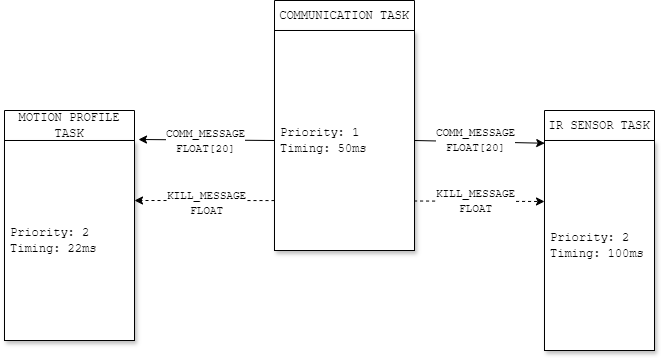 COMMUNICATION TASK
MOTION PROFILE
TASK
COMM_MESSAGE
FLOAT[20]
KILL_MESSAGE
FLOAT
Priority: 2
Timing: 22ms
Priority: 1
Timing: 50ms
COMM_MESSAGE
FLOAT[20]
KILL_MESSAGE
FLOAT
IR SENSOR TASK
Priority: 2
Timing: 100ms